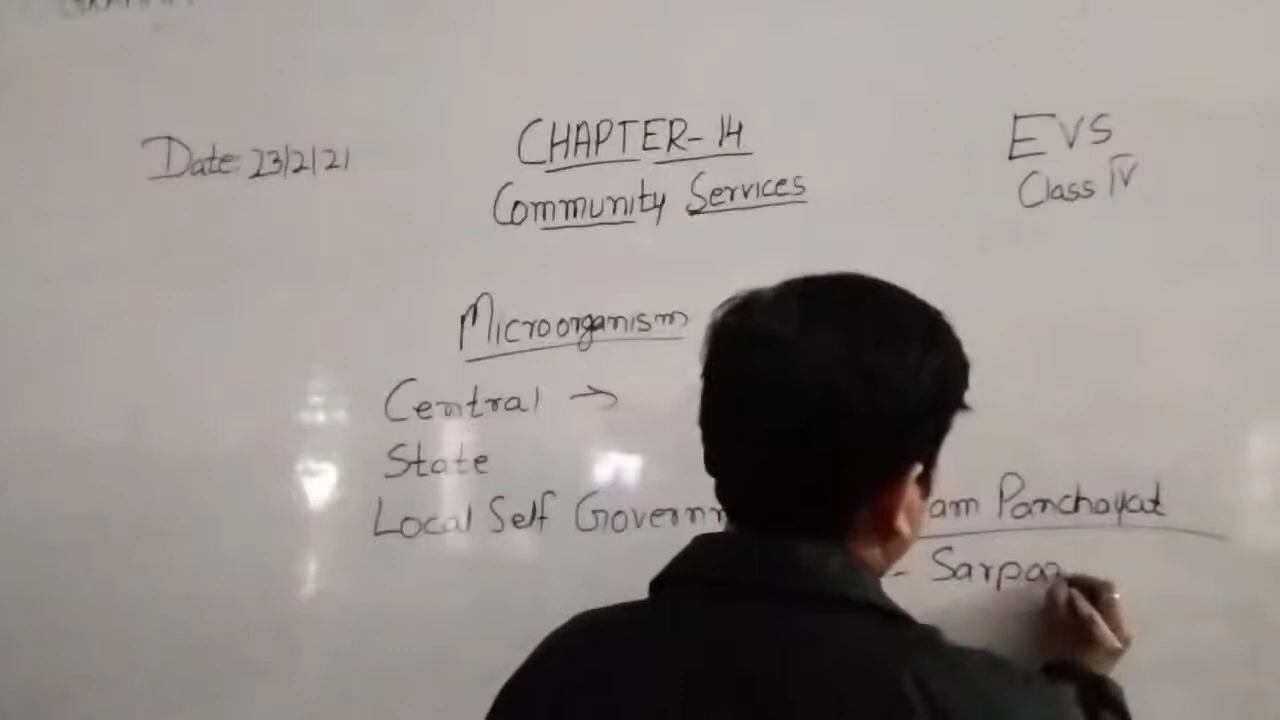 Date: 23/2/21
CHAPTER-14
Community Services
EVS
Class IV
Microorganism
Central →
State
Local Self Governm
am Panchayat
- Sarpan